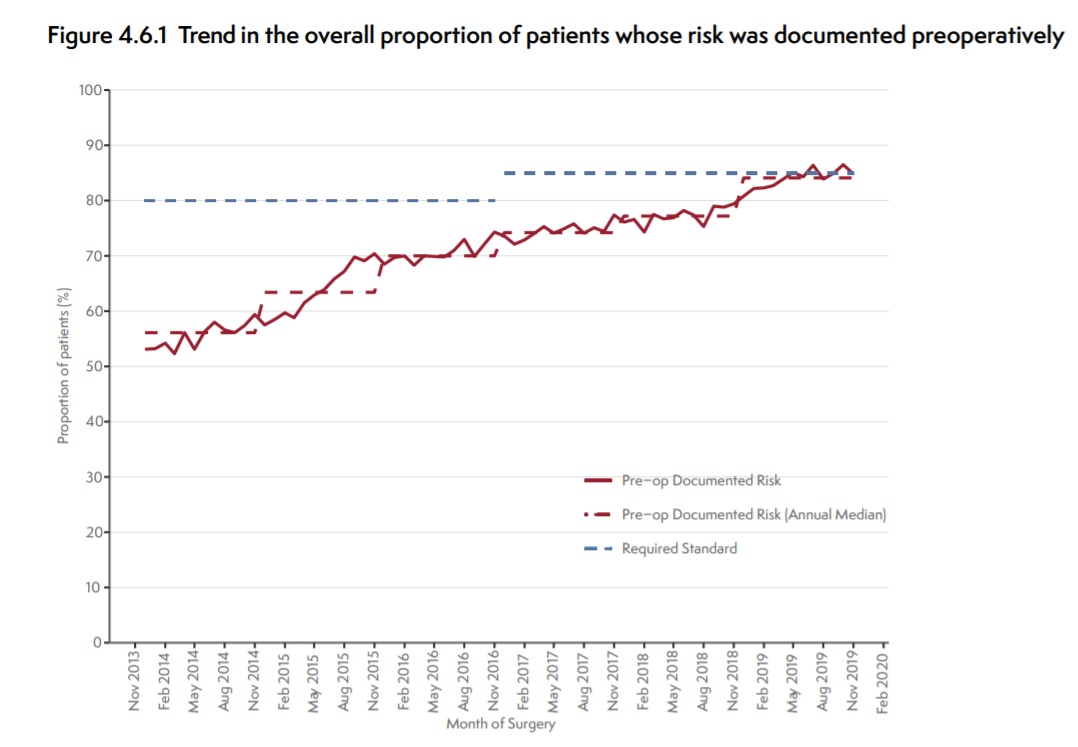 Figure 4.6.1 Trend in the overall proportion of patients whose risk was documented preoperatively
100
90
80
70
60
50
40
30
20
10
0
Proportion of patients (%)
Pre-op Documented Risk
Pre-op Documented Risk (Annual Median)
Required Standard
Nov 2013
Feb 2014
May 2014
Aug 2014
Nov 2014
Feb 2015
May 2015
Aug 2015
Nov 2015
Feb 2016
May 2016
Aug 2016
Nov 2016
Feb 2017
May 2017
Aug 2017
Nov 2017
Feb 2018
May 2018
Aug 2018
Nov 2018
Feb 2019
May 2019
Aug 2019
Nov 2019
Feb 2020
Month of Surgery